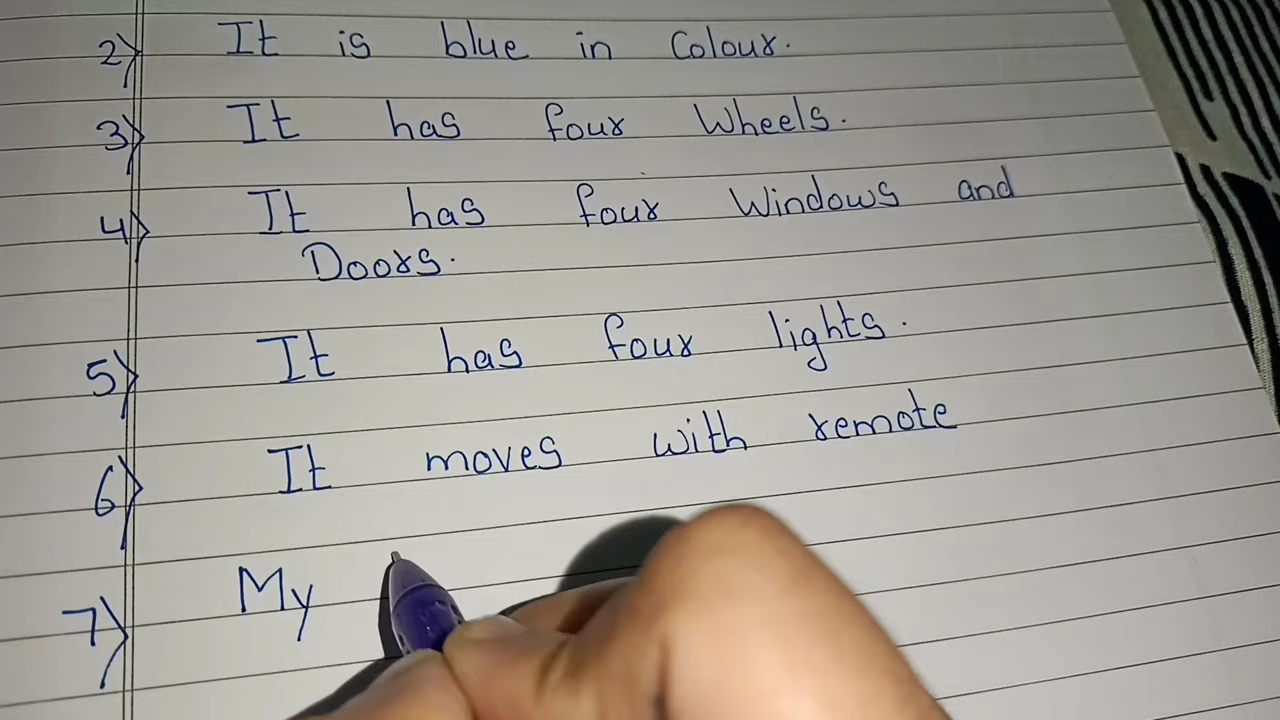 2) It is blue in Colour.
3) It has four Wheels.
4) It has four Windows and
Doors.
5) It has four lights.
6) It moves with remote
7) My